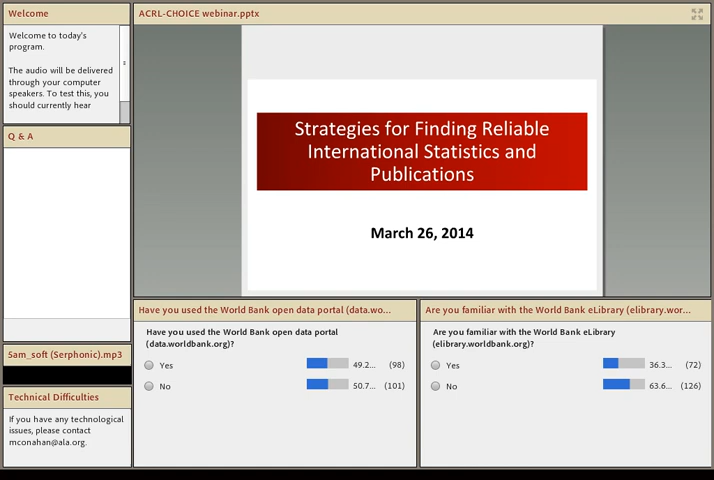 Welcome
Welcome to today's
program.
The audio will be delivered
through your computer
speakers. To test this, you
should currently hear
Q & A
5am_soft (Serphonic).mp3
Technical Difficulties
If you have any technological
issues, please contact
mconahan@ala.org.
ACRL-CHOICE webinar.pptx
Strategies for Finding Reliable
International Statistics and
Publications
March 26, 2014
Have you used the World Bank open data portal (data.wo...
Have you used the World Bank open data portal
(data.worldbank.org)?
Yes 49.2... (98)
No 50.7... (101)
Are you familiar with the World Bank eLibrary (elibrary.wor...
Are you familiar with the World Bank eLibrary
(elibrary.worldbank.org)?
Yes 36.3... (72)
No 63.6... (126)